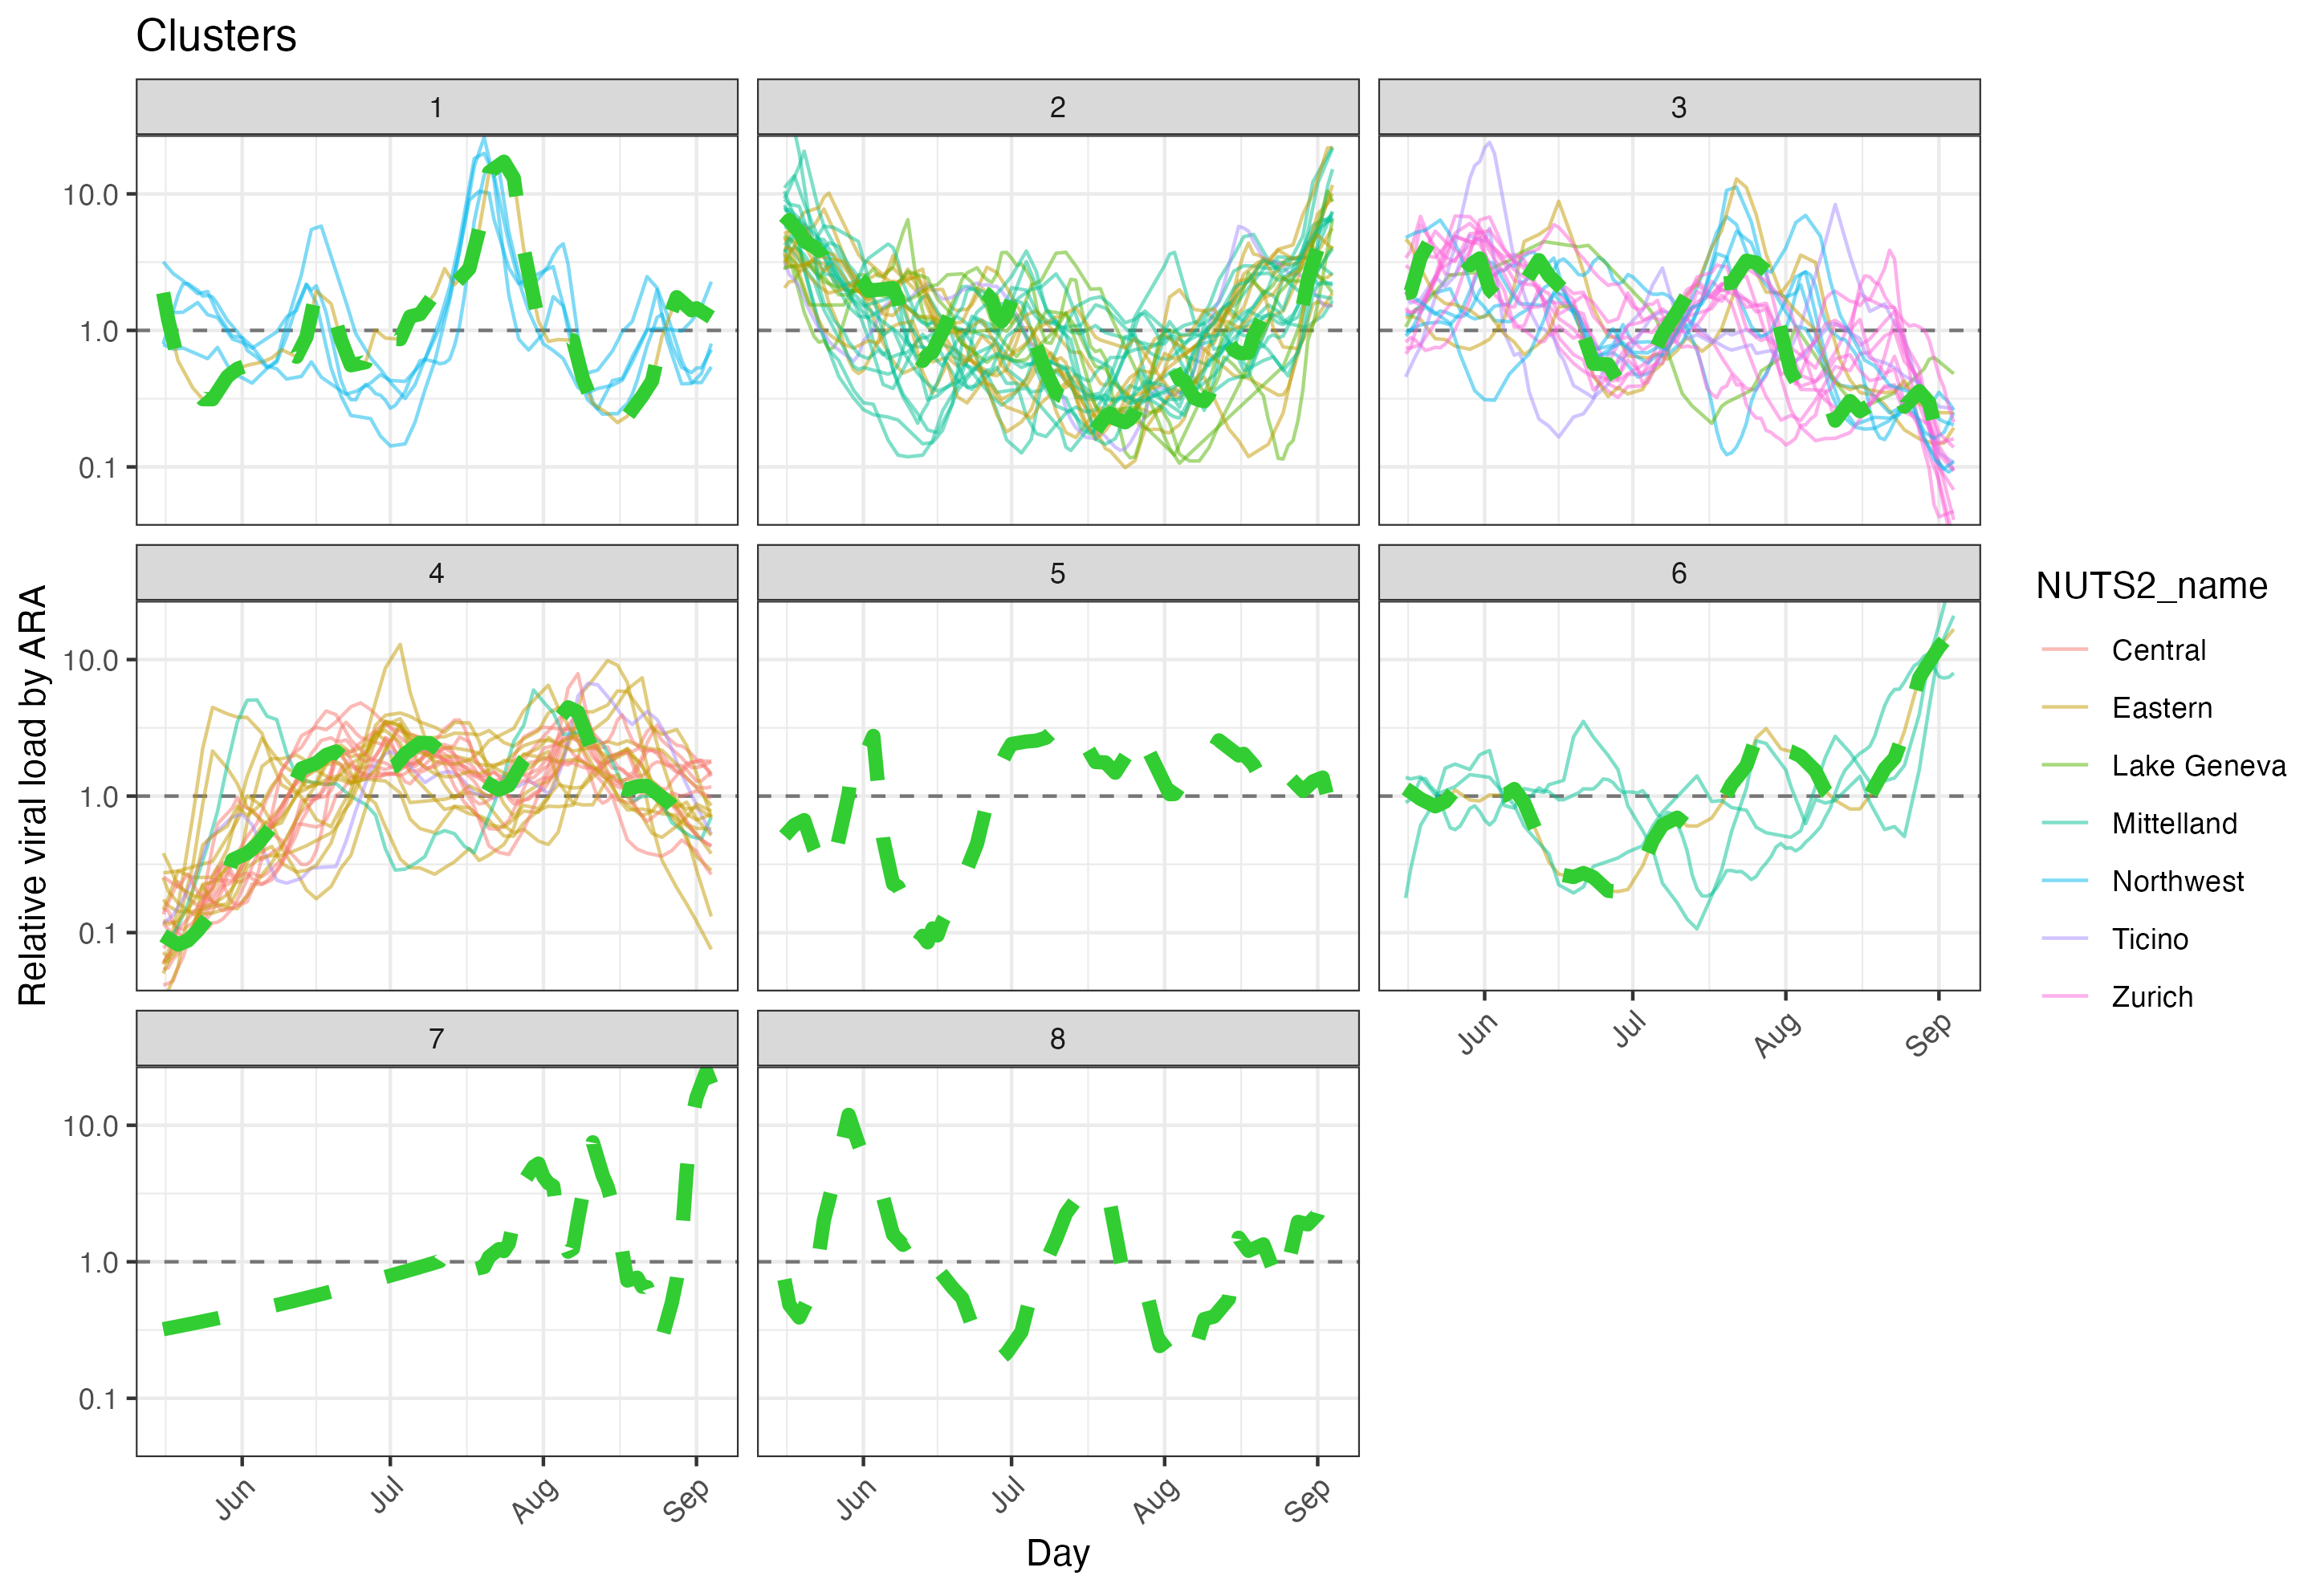 Clusters
1
2
3
10.0
1.0
0.1
4
5
6
10.0
1.0
0.1
Jun
Jul
Aug
Sep
7
8
10.0
1.0
0.1
Jun
Jul
Aug
Sep
Jun
Jul
Aug
Sep
Day
Relative viral load by ARA
NUTS2_name
Central
Eastern
Lake Geneva
Mittelland
Northwest
Ticino
Zurich